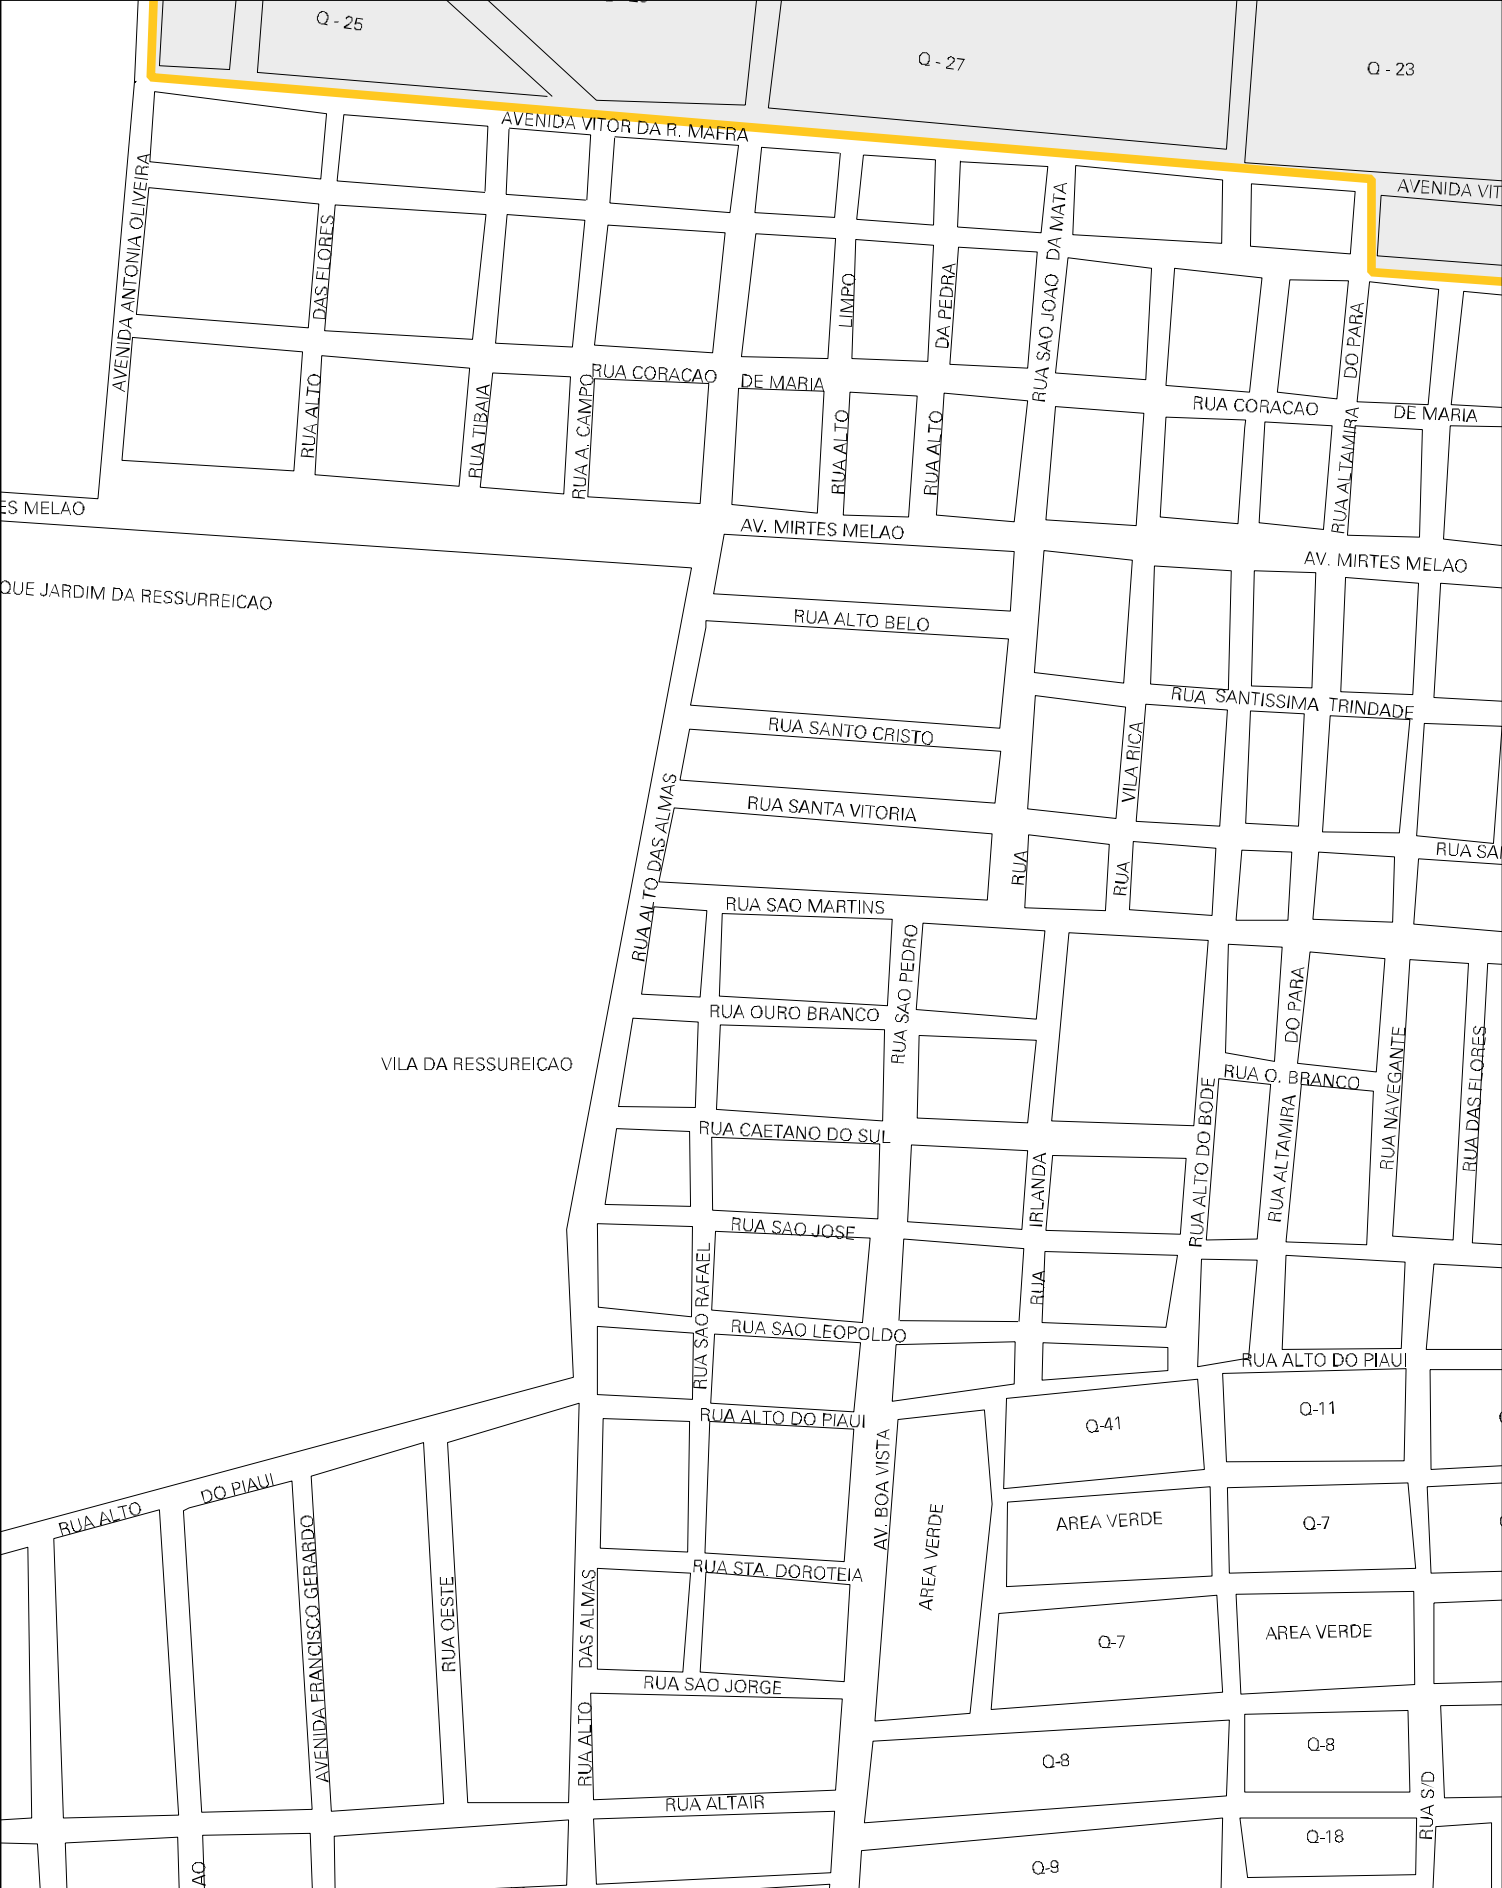 Q - 25
Q - 27
Q - 23
AVENIDA VITOR DA R. MAFRA
AVENIDA VIT
AVENIDA ANTONIA OLIVEIRA
DAS FLORES
LIMPO
DA PEDRA
RUA SAO JOAO DA MATA
DO PARA
RUA CORACAO DE MARIA
RUA CORACAO DE MARIA
RUA ALTO
RUA TIBAIA
RUA A. CAMPO
RUA ALTO
RUA ALTO
RUA ALTAMIRA
ES MELAO
AV. MIRTES MELAO
AV. MIRTES MELAO
QUE JARDIM DA RESSURREICAO
RUA ALTO BELO
RUA SANTISSIMA TRINDADE
RUA SANTO CRISTO
VILA RICA
RUA ALTO DAS ALMAS
RUA SANTA VITORIA
RUA SA
RUA
RUA
RUA SAO MARTINS
RUA SAO PEDRO
DO PARA
RUA OURO BRANCO
VILA DA RESSUREICAO
RUA O. BRANCO
RUA NAVEGANTE
RUA DAS FLORES
RUA CAETANO DO SUL
RUA ALTO DO BODE
RUA ALTAMIRA
IRLANDA
RUA SAO JOSE
RUA SAO RAFAEL
RUA
RUA SAO LEOPOLDO
RUA ALTO DO PIAUI
RUA ALTO DO PIAUI
Q-41
Q-11
AV. BOA VISTA
RUA ALTO DO PIAUI
AREA VERDE
AREA VERDE
Q-7
AVENIDA FRANCISCO GERARDO
RUA OESTE
RUA STA. DOROTEIA
DAS ALMAS
Q-7
AREA VERDE
RUA SAO JORGE
RUA ALTO
Q-8
Q-8
RUA S/D
RUA ALTAIR
Q-18
Q-9
AO